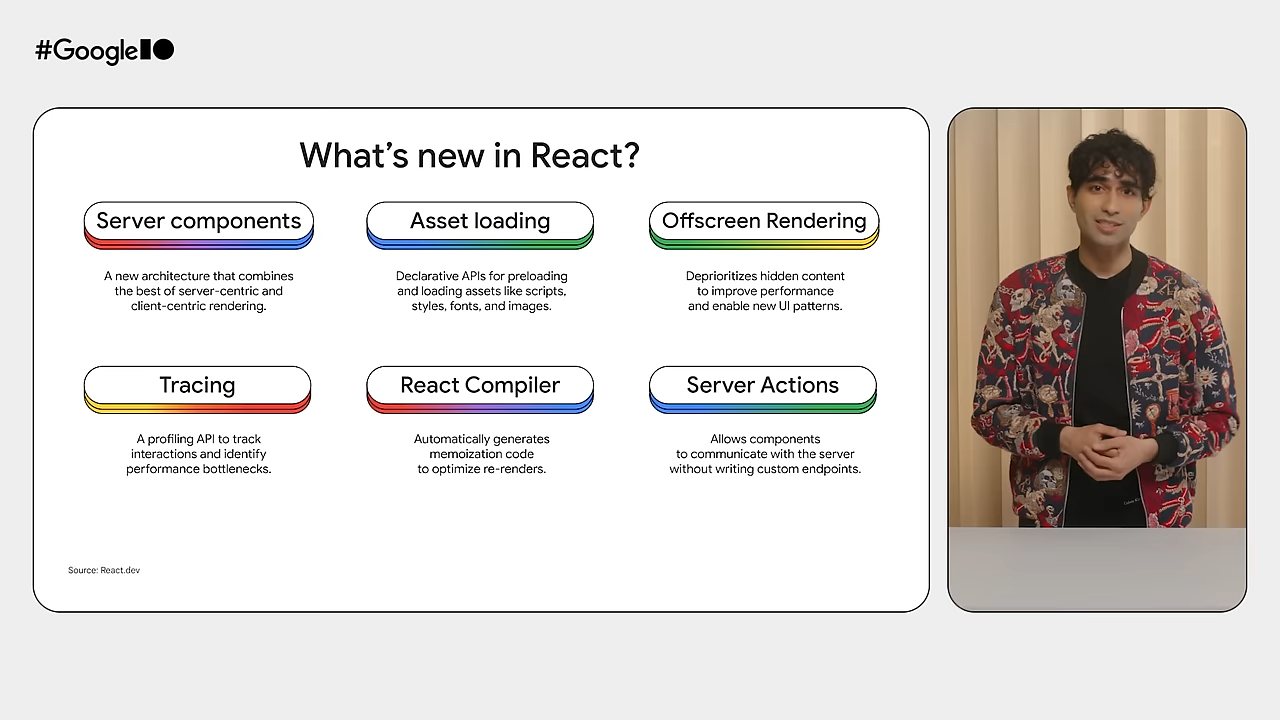 #GoogleIO
What's new in React?
Server components
A new architecture that combines
the best of server-centric and
client-centric rendering.
Asset loading
Declarative APIs for preloading
and loading assets like scripts,
styles, fonts, and images.
Offscreen Rendering
Deprioritizes hidden content
to improve performance
and enable new UI patterns.
Tracing
A profiling API to track
interactions and identify
performance bottlenecks.
React Compiler
Automatically generates
memoization code
to optimize re-renders.
Server Actions
Allows components
to communicate with the server
without writing custom endpoints.
Source: React.dev